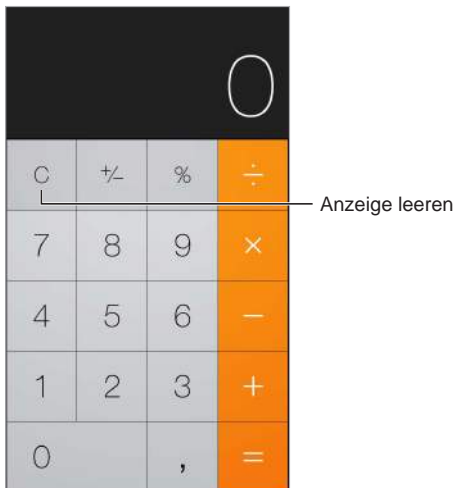 0
C +/− % ÷
Anzeige leeren
7 8 9 ×
4 5 6 −
1 2 3 +
0 , =